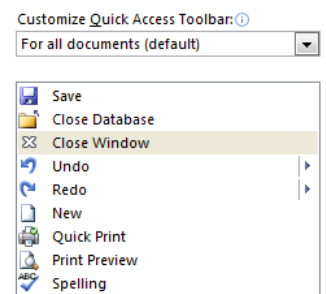 Customize Quick Access Toolbar:
For all documents (default)
Save
Close Database
Close Window
Undo
Redo
New
Quick Print
Print Preview
ABC
Spelling